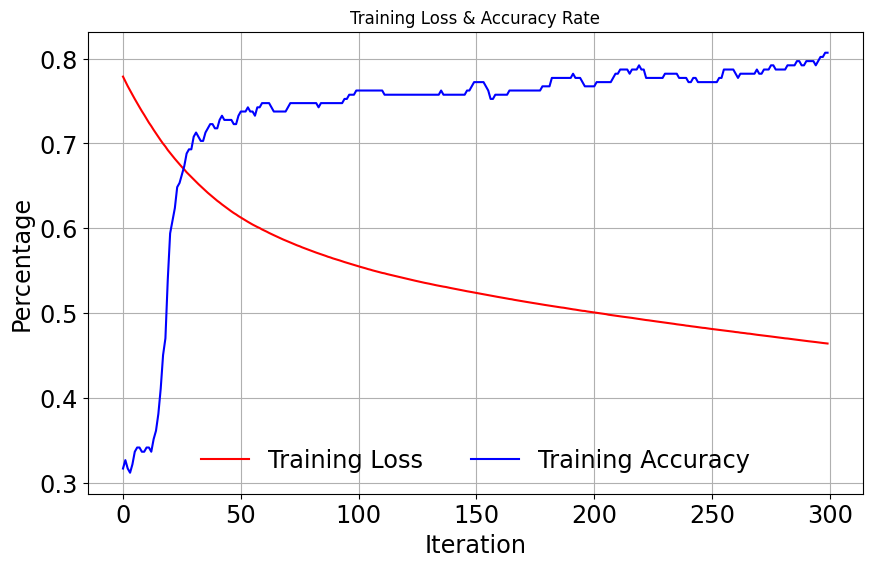 Training Loss & Accuracy Rate
Percentage
0.8
0.7
0.6
0.5
0.4
0.3
Training Loss Training Accuracy
0 50 100 150 200 250 300
Iteration